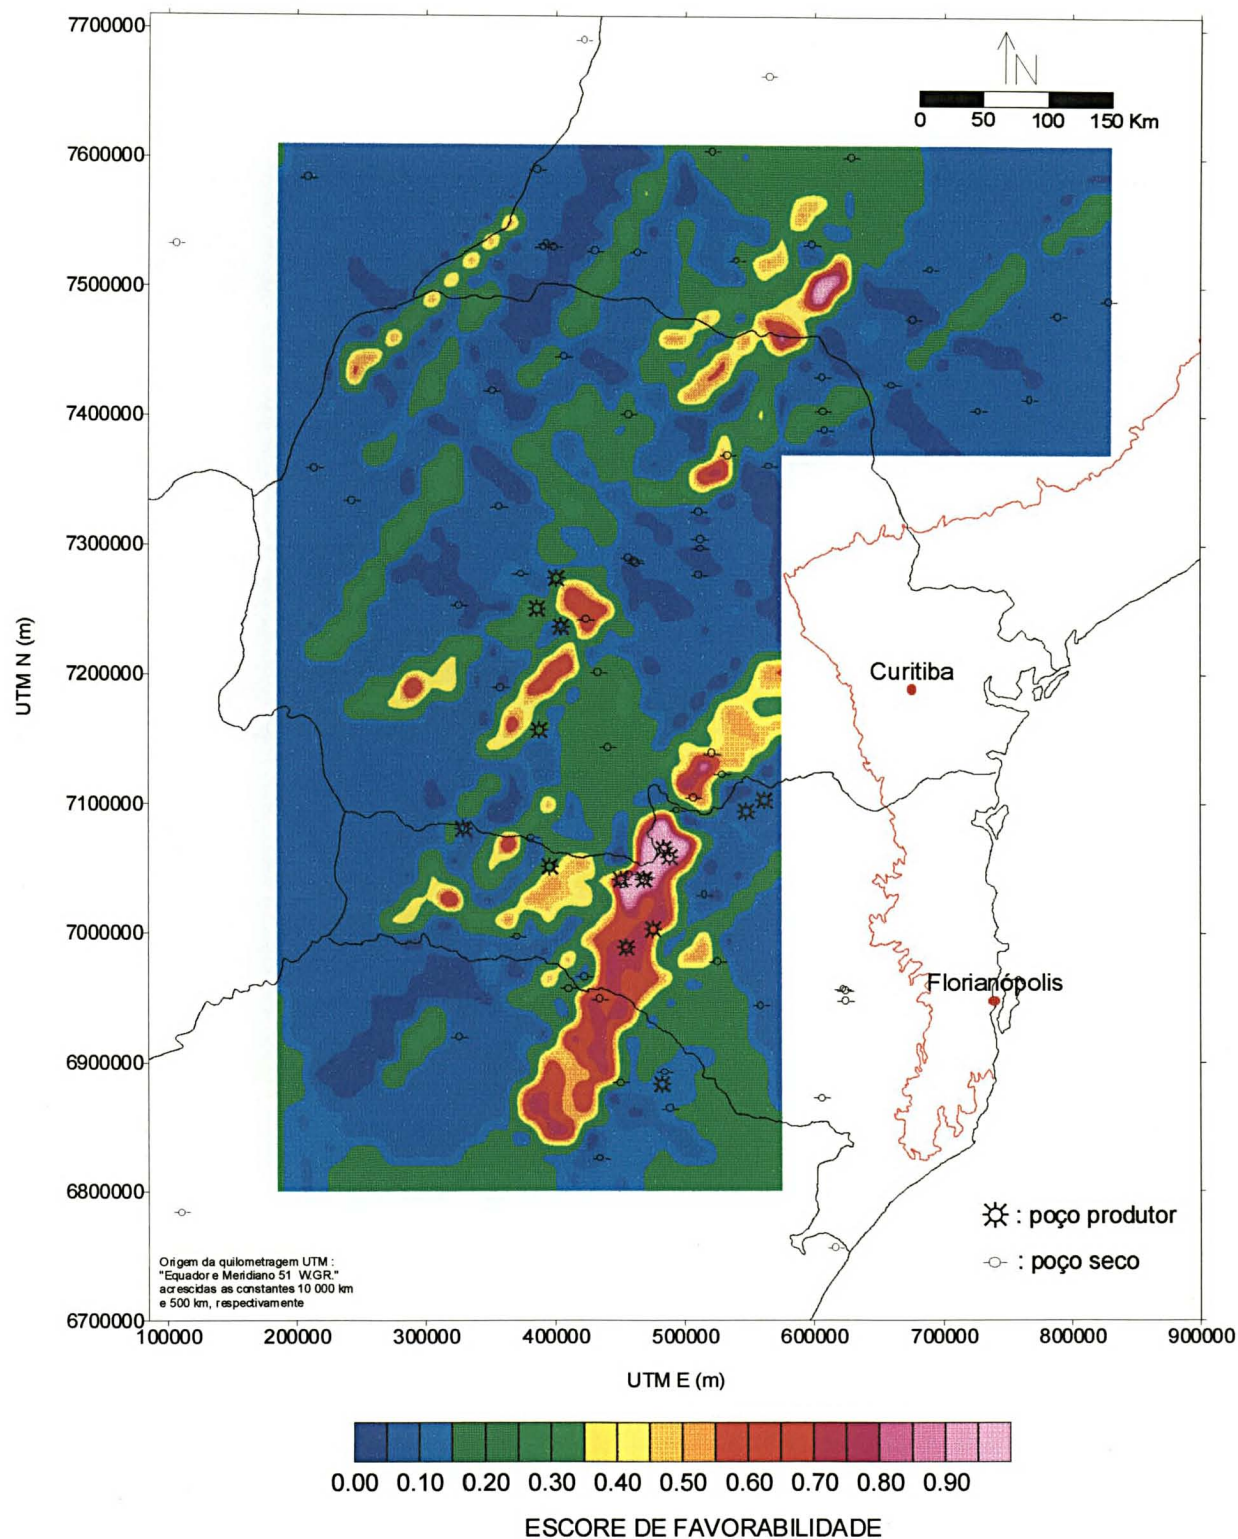 7700000
N
0 50 100 150 Km
7600000
7500000
7400000
7300000
UTM N (m)
7200000
Curitiba
7100000
7000000
Florianópolis
6900000
6800000
: poço produtor
: poço seco
Origem da quilometragem UTM :
"Equador e Meridiano 51 W.GR."
acrescidas as constantes 10 000 km
e 500 km, respectivamente
6700000
100000 200000 300000 400000 500000 600000 700000 800000 900000
UTM E (m)
0.00 0.10 0.20 0.30 0.40 0.50 0.60 0.70 0.80 0.90
ESCORE DE FAVORABILIDADE